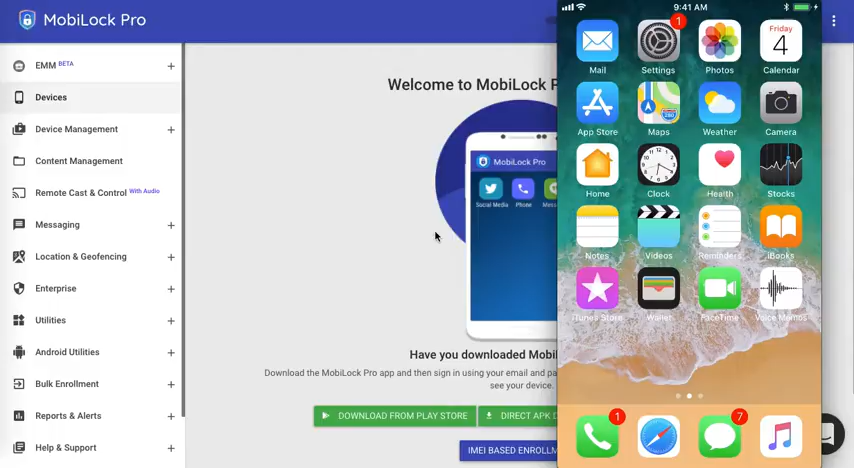 MobiLock Pro
EMM BETA
Devices
Device Management
Content Management
Remote Cast & Control With Audio
Messaging
Location & Geofencing
Enterprise
Utilities
Android Utilities
Bulk Enrollment
Reports & Alerts
Help & Support
Welcome to MobiLock P
MobiLock Pro
Social Media
Phone
Mess
Have you downloaded Mobil
Download the MobiLock Pro app and then sign in using your email and pa
see your device.
DOWNLOAD FROM PLAY STORE
DIRECT APK D
IMEI BASED ENROLLM
9:41 AM
1
Friday
4
Mail
Settings
Photos
Calendar
280
App Store
Maps
Weather
Camera
Home
Clock
Health
Stocks
Notes
Videos
Reminders
iBooks
iTunes Store
Wallet
FaceTime
Voice Memos
1
7